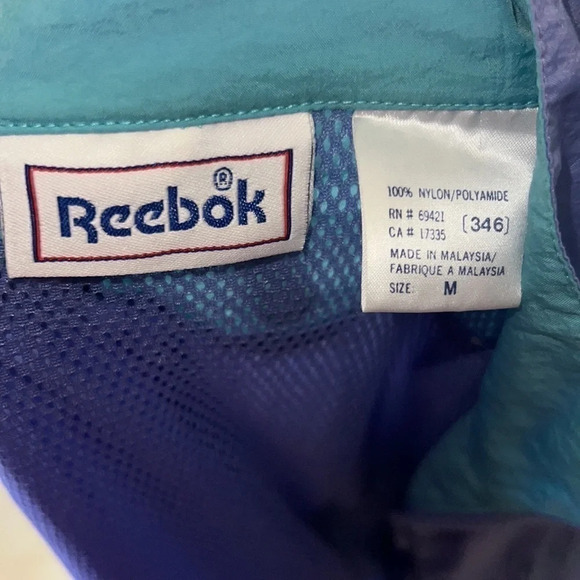 Reebok ®
100% NYLON/POLYAMIDE
RN # 69421
CA # 17335 [346]
MADE IN MALAYSIA/
FABRIQUE A MALAYSIA
SIZE: M